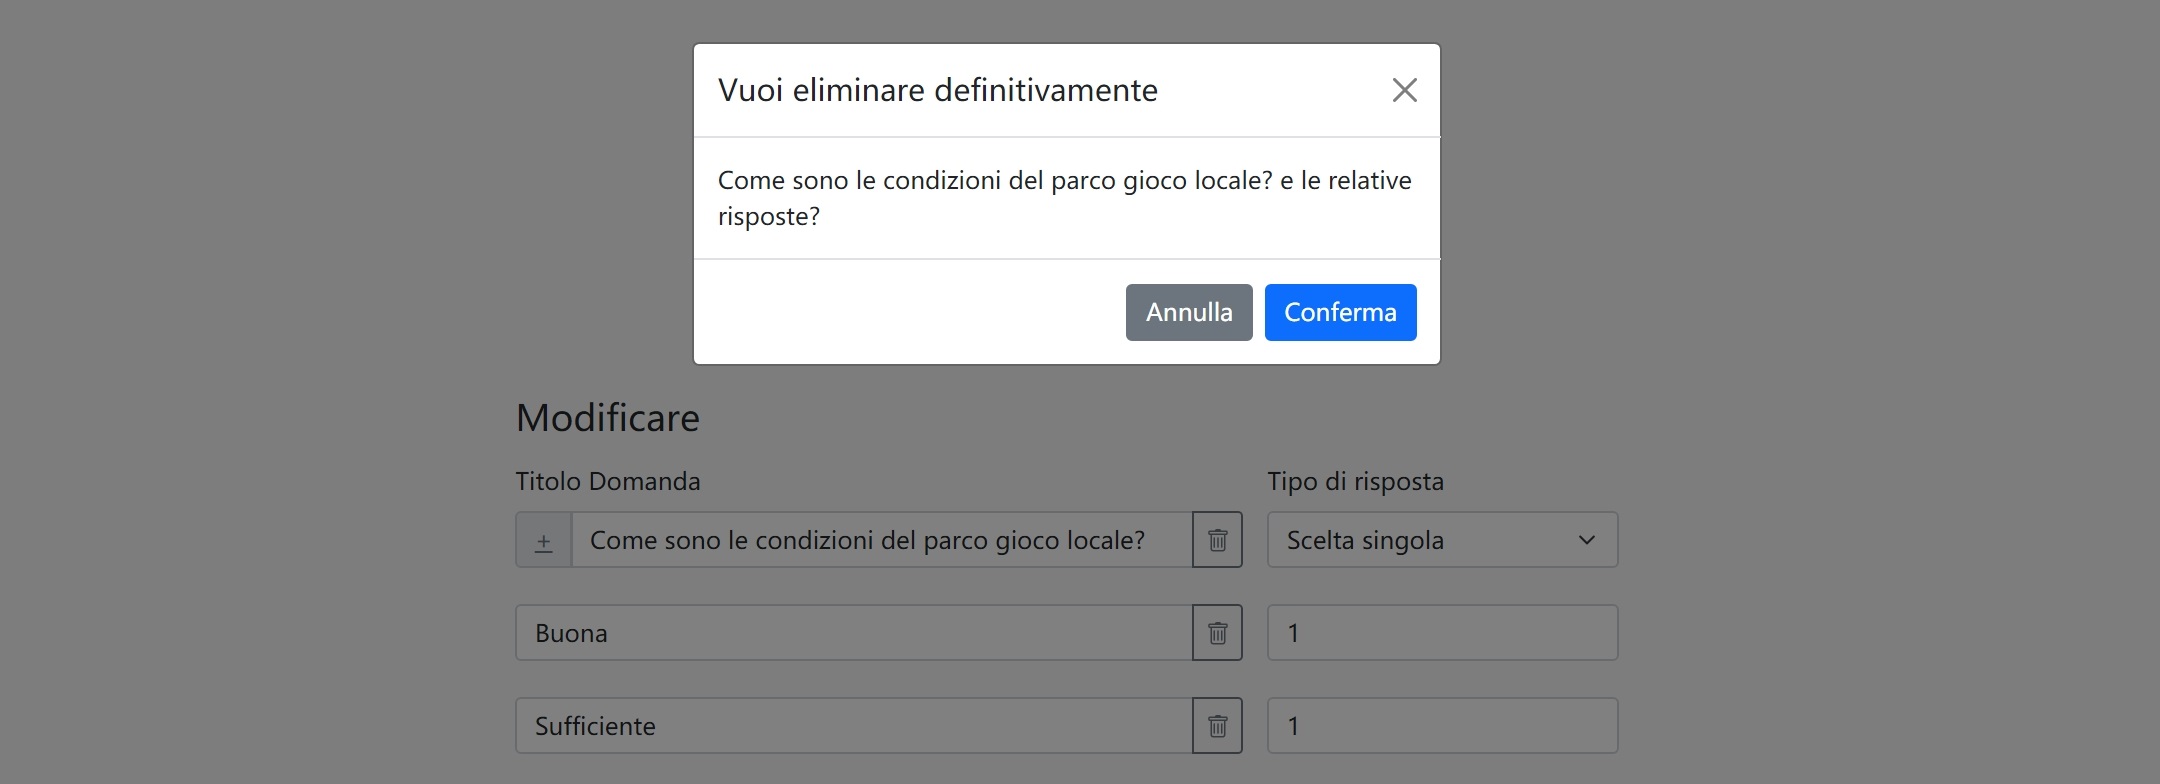 Vuoi eliminare definitivamente
Come sono le condizioni del parco gioco locale? e le relative
risposte?
Annulla
Conferma
Modificare
Titolo Domanda
Tipo di risposta
Come sono le condizioni del parco gioco locale?
Scelta singola
Buona
1
Sufficiente
1